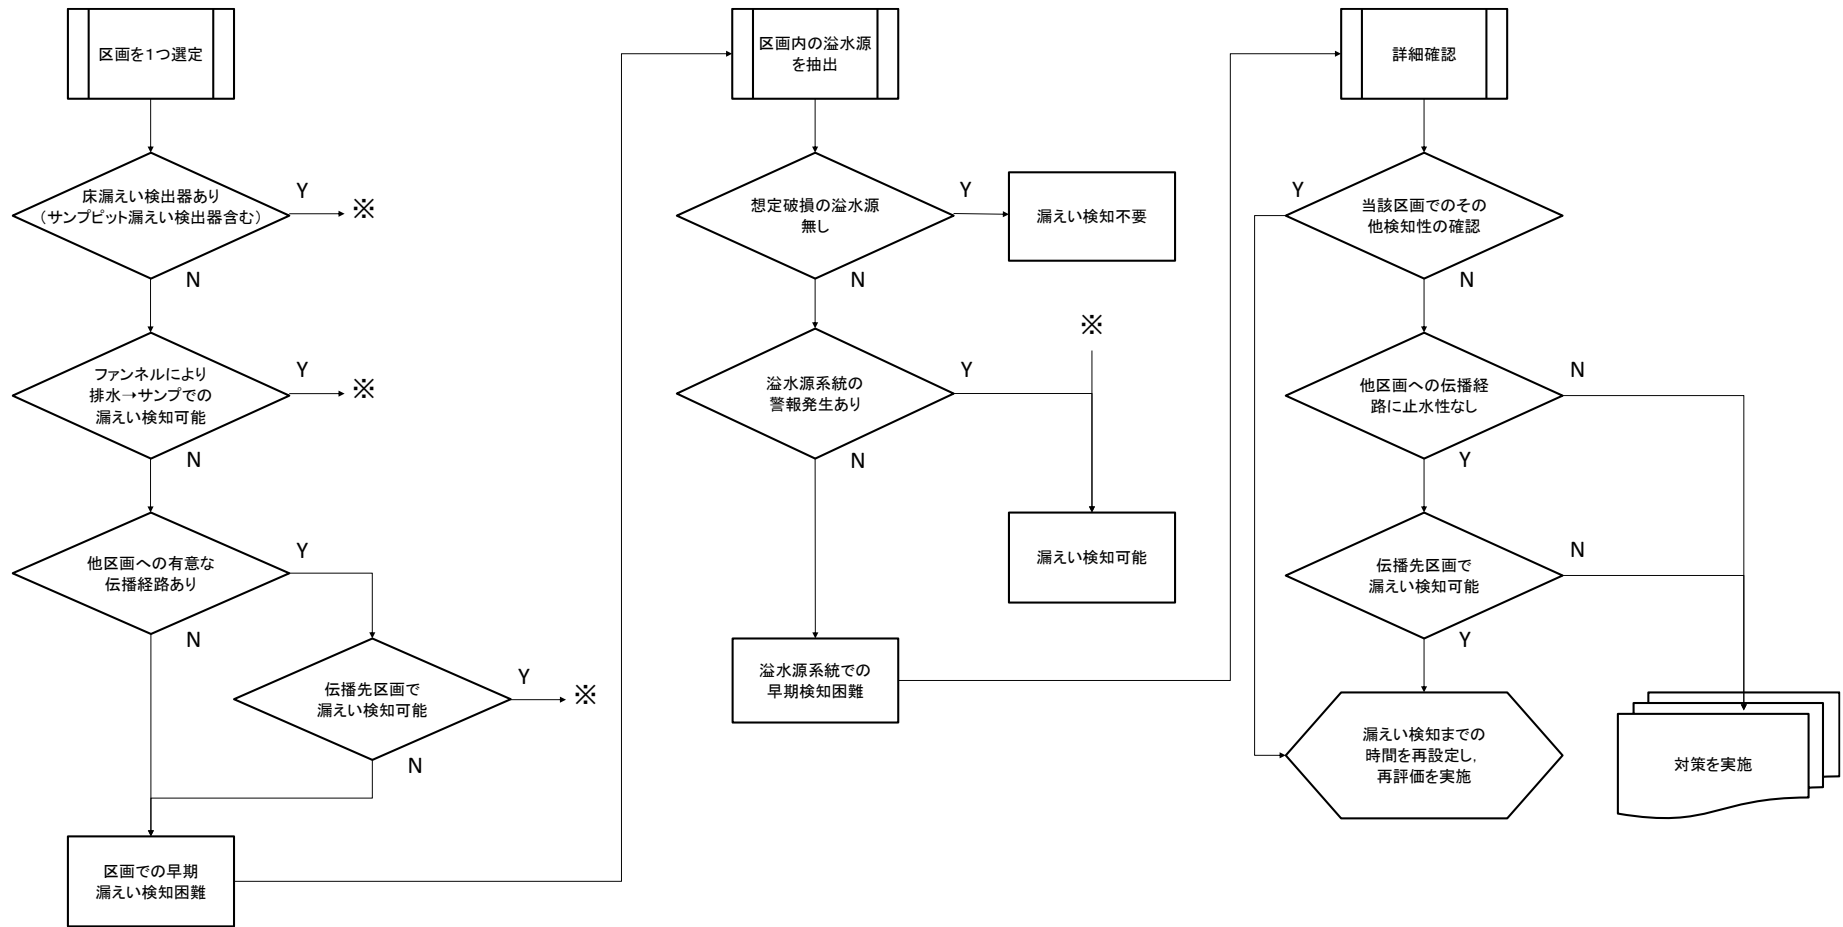 区画を1つ選定
床漏えい検出器あり
（サンプピット漏えい検出器含む）
Y
※
N
ファンネルにより
排水→サンプでの
漏えい検知可能
Y
※
N
他区画への有意な
伝播経路あり
Y
N
伝播先区画で
漏えい検知可能
Y
※
N
区画での早期
漏えい検知困難
区画内の溢水源
を抽出
想定破損の溢水源
無し
Y
漏えい検知不要
N
※
溢水源系統の
警報発生あり
Y
N
漏えい検知可能
溢水源系統での
早期検知困難
詳細確認
Y
当該区画でのその
他検知性の確認
N
他区画への伝播経
路に止水性なし
N
Y
伝播先区画で
漏えい検知可能
N
Y
漏えい検知までの
時間を再設定し，
再評価を実施
対策を実施